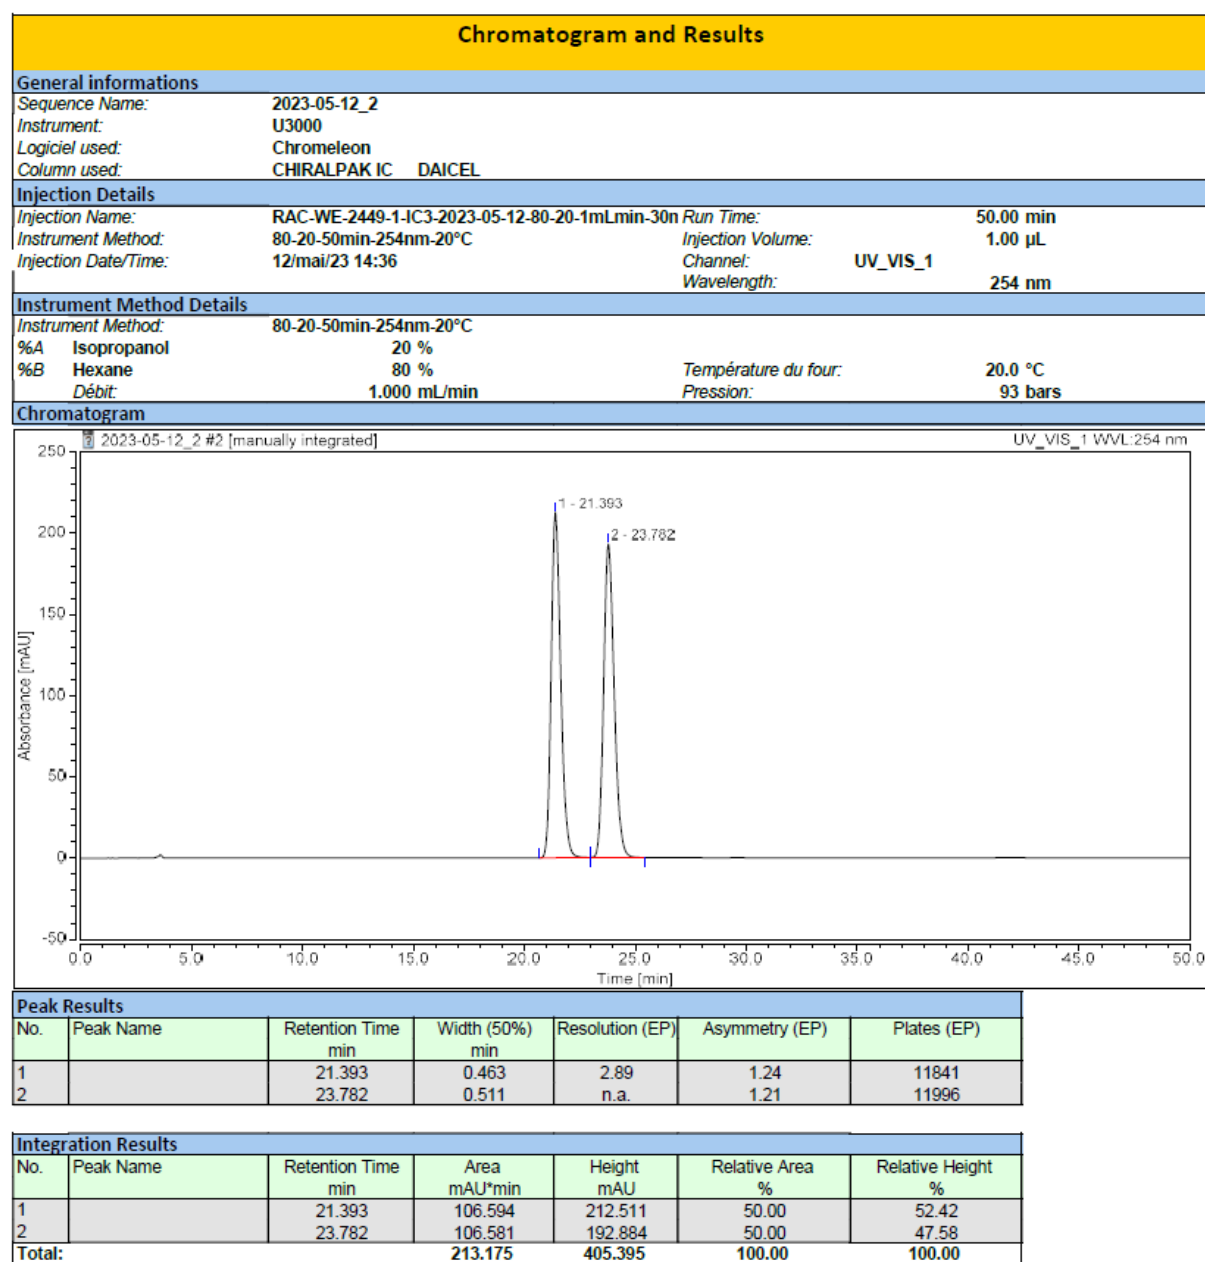 Chromatogram and Results
General informations
Sequence Name: 2023-05-12_2
Instrument: U3000
Logiciel used: Chromeleon
Column used: CHIRALPAK IC DAICEL
Injection Details
Injection Name: RAC-WE-2449-1-IC3-2023-05-12-80-20-1mLmin-30n Run Time: 50.00 min
Instrument Method: 80-20-50min-254nm-20°C Injection Volume: 1.00 µL
Injection Date/Time: 12/mai/23 14:36 Channel: UV_VIS_1
Wavelength: 254 nm
Instrument Method Details
Instrument Method: 80-20-50min-254nm-20°C
%A Isopropanol 20 %
%B Hexane 80 % Température du four: 20.0 °C
Débit: 1.000 mL/min Pression: 93 bars
Chromatogram
2023-05-12_2 #2 [manually integrated] UV_VIS_1 WVL:254 nm
250
1 - 21.393
200
2 - 23.782
150
Absorbance [mAU]
100
50
0
-50
0.0 5.0 10.0 15.0 20.0 25.0 30.0 35.0 40.0 45.0 50.0
Time [min]
Peak Results
No. Peak Name Retention Time Width (50%) Resolution (EP) Asymmetry (EP) Plates (EP)
min min
1 21.393 0.463 2.89 1.24 11841
2 23.782 0.511 n.a. 1.21 11996
Integration Results
No. Peak Name Retention Time Area Height Relative Area Relative Height
min mAU*min mAU % %
1 21.393 106.594 212.511 50.00 52.42
2 23.782 106.581 192.884 50.00 47.58
Total: 213.175 405.395 100.00 100.00